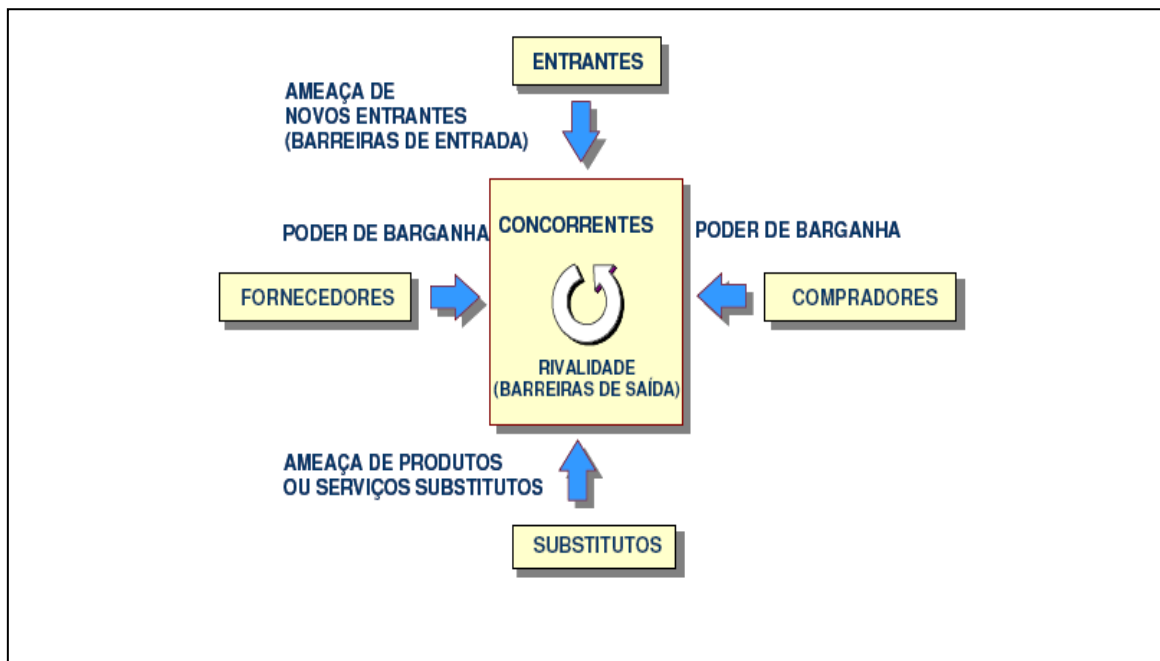 ENTRANTES
AMEAÇA DE
NOVOS ENTRANTES
(BARREIRAS DE ENTRADA)
PODER DE BARGANHA
CONCORRENTES
PODER DE BARGANHA
FORNECEDORES
COMPRADORES
RIVALIDADE
(BARREIRAS DE SAÍDA)
AMEAÇA DE PRODUTOS
OU SERVIÇOS SUBSTITUTOS
SUBSTITUTOS